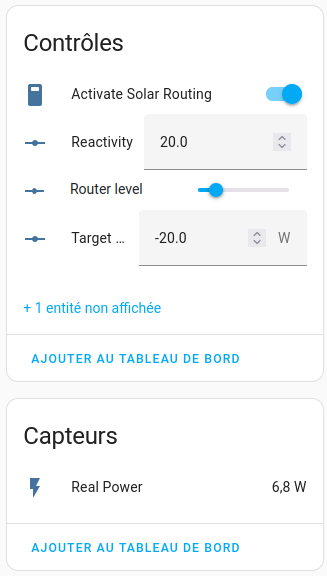 Contrôles
Activate Solar Routing
Reactivity 20.0
Router level
Target ... -20.0 W
+ 1 entité non affichée
AJOUTER AU TABLEAU DE BORD
Capteurs
Real Power 6,8 W
AJOUTER AU TABLEAU DE BORD